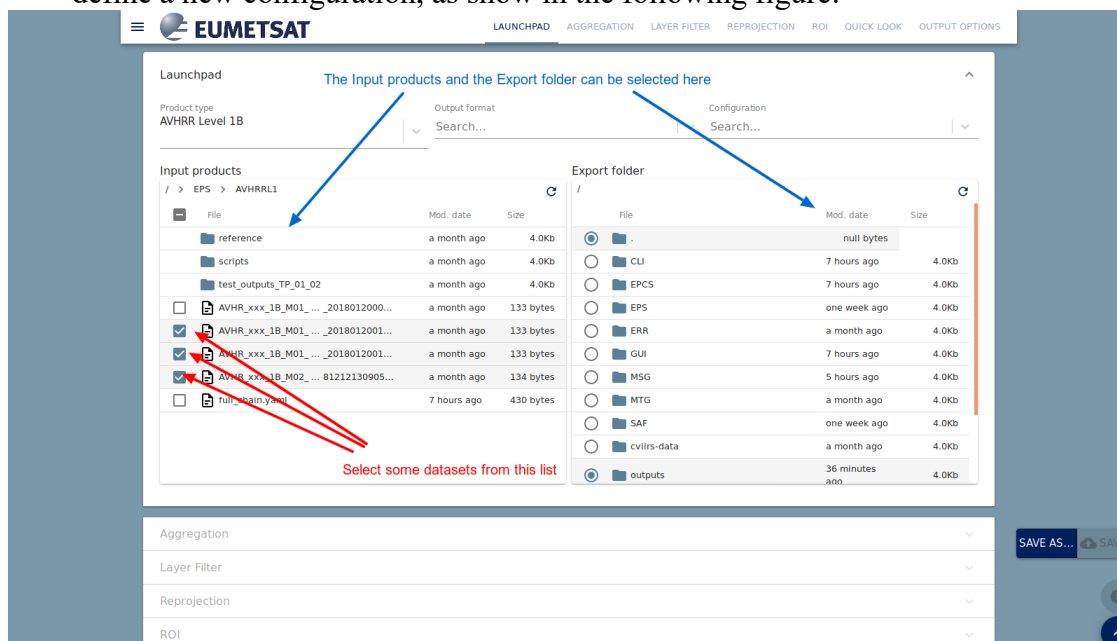 define a new configuration, as show in the following figure:
EUMETSAT
LAUNCHPAD AGGREGATION LAYER FILTER REPROJECTION ROI QUICK LOOK OUTPUT OPTIONS
Launchpad
The Input products and the Export folder can be selected here
Product type
AVHRR Level 1B
Output format
Search...
Configuration
Search...
Input products
/ > EPS > AVHRRL1
File Mod. date Size
reference a month ago 4.0Kb
scripts a month ago 4.0Kb
test_outputs_TP_01_02 a month ago 4.0Kb
AVHR_xxx_1B_M01_ ... _2018012000... a month ago 133 bytes
AVHR_xxx_1B_M01_ ... _2018012001... a month ago 133 bytes
AVHR_xxx_1B_M01_ ... _2018012001... a month ago 133 bytes
AVHR_xxx_1B_M02_ ... 81212130905... a month ago 134 bytes
full_chain.yaml 7 hours ago 430 bytes
Select some datasets from this list
Export folder
/
File Mod. date Size
. null bytes
CLI 7 hours ago 4.0Kb
EPCS 7 hours ago 4.0Kb
EPS one week ago 4.0Kb
ERR a month ago 4.0Kb
GUI 7 hours ago 4.0Kb
MSG 5 hours ago 4.0Kb
MTG a month ago 4.0Kb
SAF one week ago 4.0Kb
cviirs-data a month ago 4.0Kb
outputs 36 minutes ago 4.0Kb
Aggregation
SAVE AS... SAV
Layer Filter
Reprojection
ROI